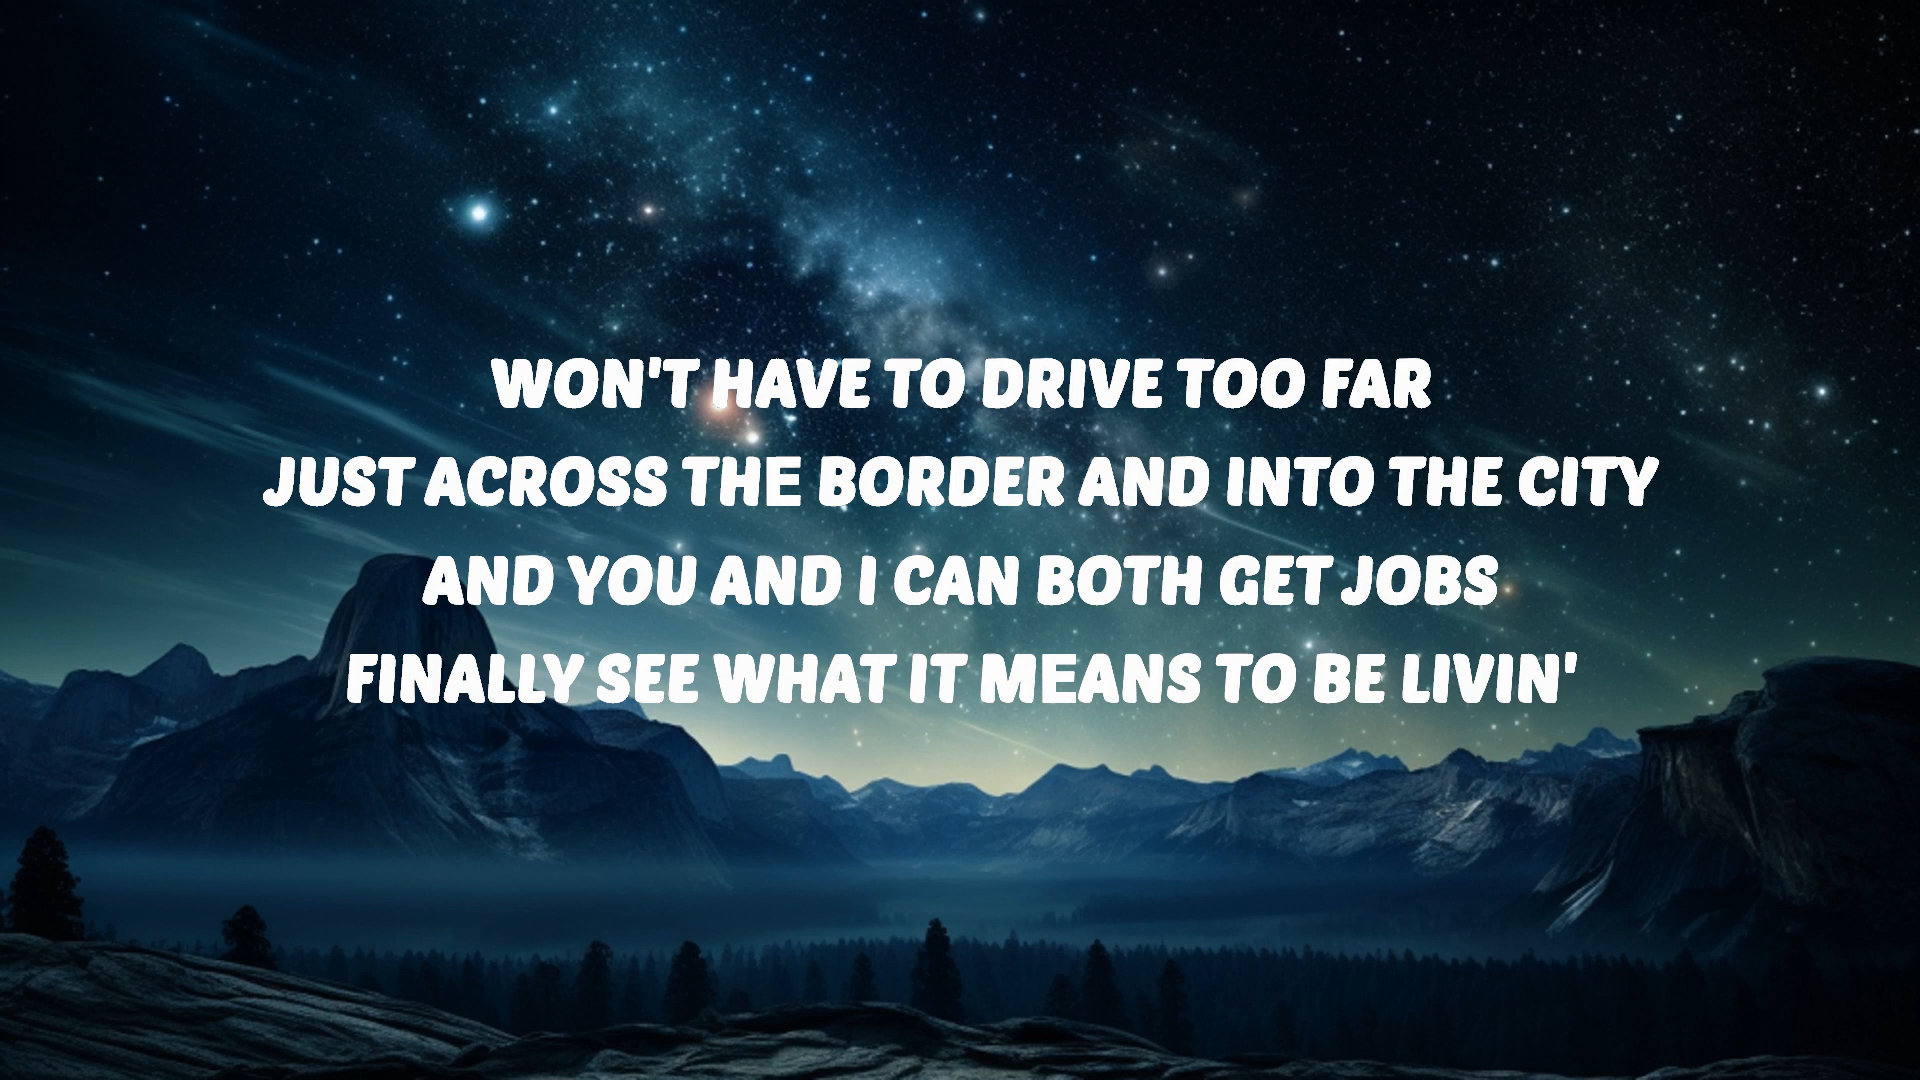 WON'T HAVE TO DRIVE TOO FAR
JUST ACROSS THE BORDER AND INTO THE CITY
AND YOU AND I CAN BOTH GET JOBS
FINALLY SEE WHAT IT MEANS TO BE LIVIN'